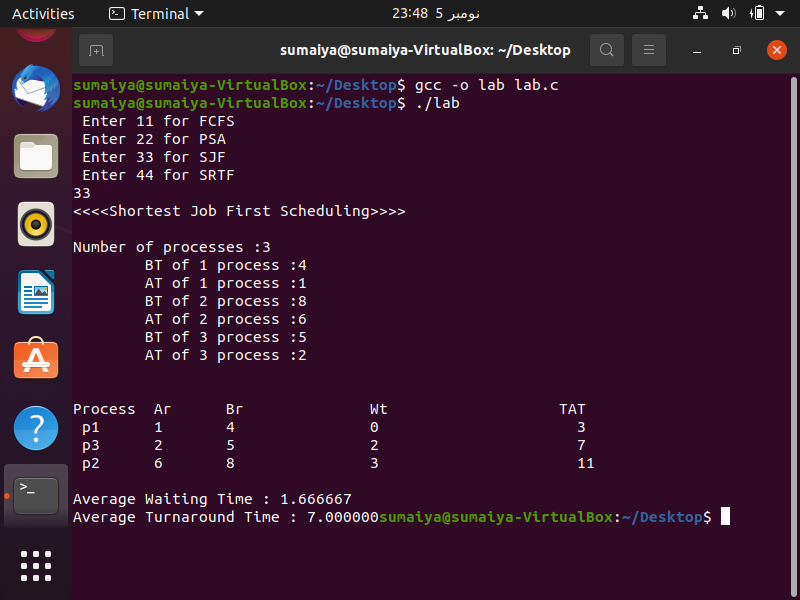 Activities Terminal 23:48 5 نومبر
sumaiya@sumaiya-VirtualBox: ~/Desktop
sumaiya@sumaiya-VirtualBox:~/Desktop$ gcc -o lab lab.c
sumaiya@sumaiya-VirtualBox:~/Desktop$ ./lab
Enter 11 for FCFS
Enter 22 for PSA
Enter 33 for SJF
Enter 44 for SRTF
33
<<<<Shortest Job First Scheduling>>>>
Number of processes :3
BT of 1 process :4
AT of 1 process :1
BT of 2 process :8
AT of 2 process :6
BT of 3 process :5
AT of 3 process :2
Process Ar Br Wt TAT
p1 1 4 0 3
p3 2 5 2 7
p2 6 8 3 11
Average Waiting Time : 1.666667
Average Turnaround Time : 7.000000sumaiya@sumaiya-VirtualBox:~/Desktop$